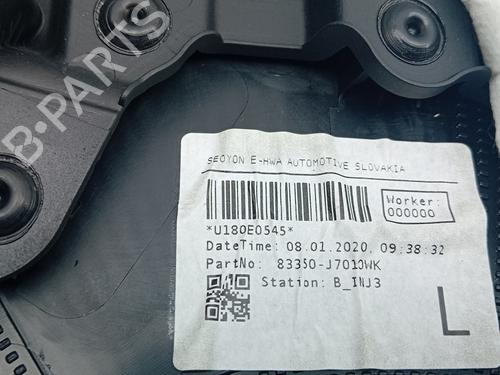 B-PARTS
SEOYON E-HWA AUTOMOTIVE SLOVAKIA
Worker:
000000
*U180E0545*
DateTime: 08.01.2020, 09:38:32
PartNo: 83350-J7010WK
Station: B_INJ3
L